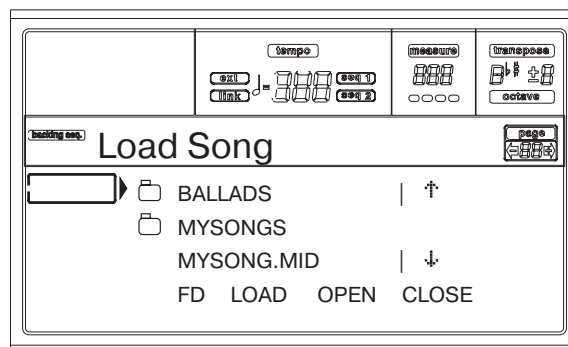 tempo measure transpose
ext seq 1
link seq 2
octave
backing seq. Load Song page
BALLADS
MYSONGS
MYSONG.MID
FD LOAD OPEN CLOSE